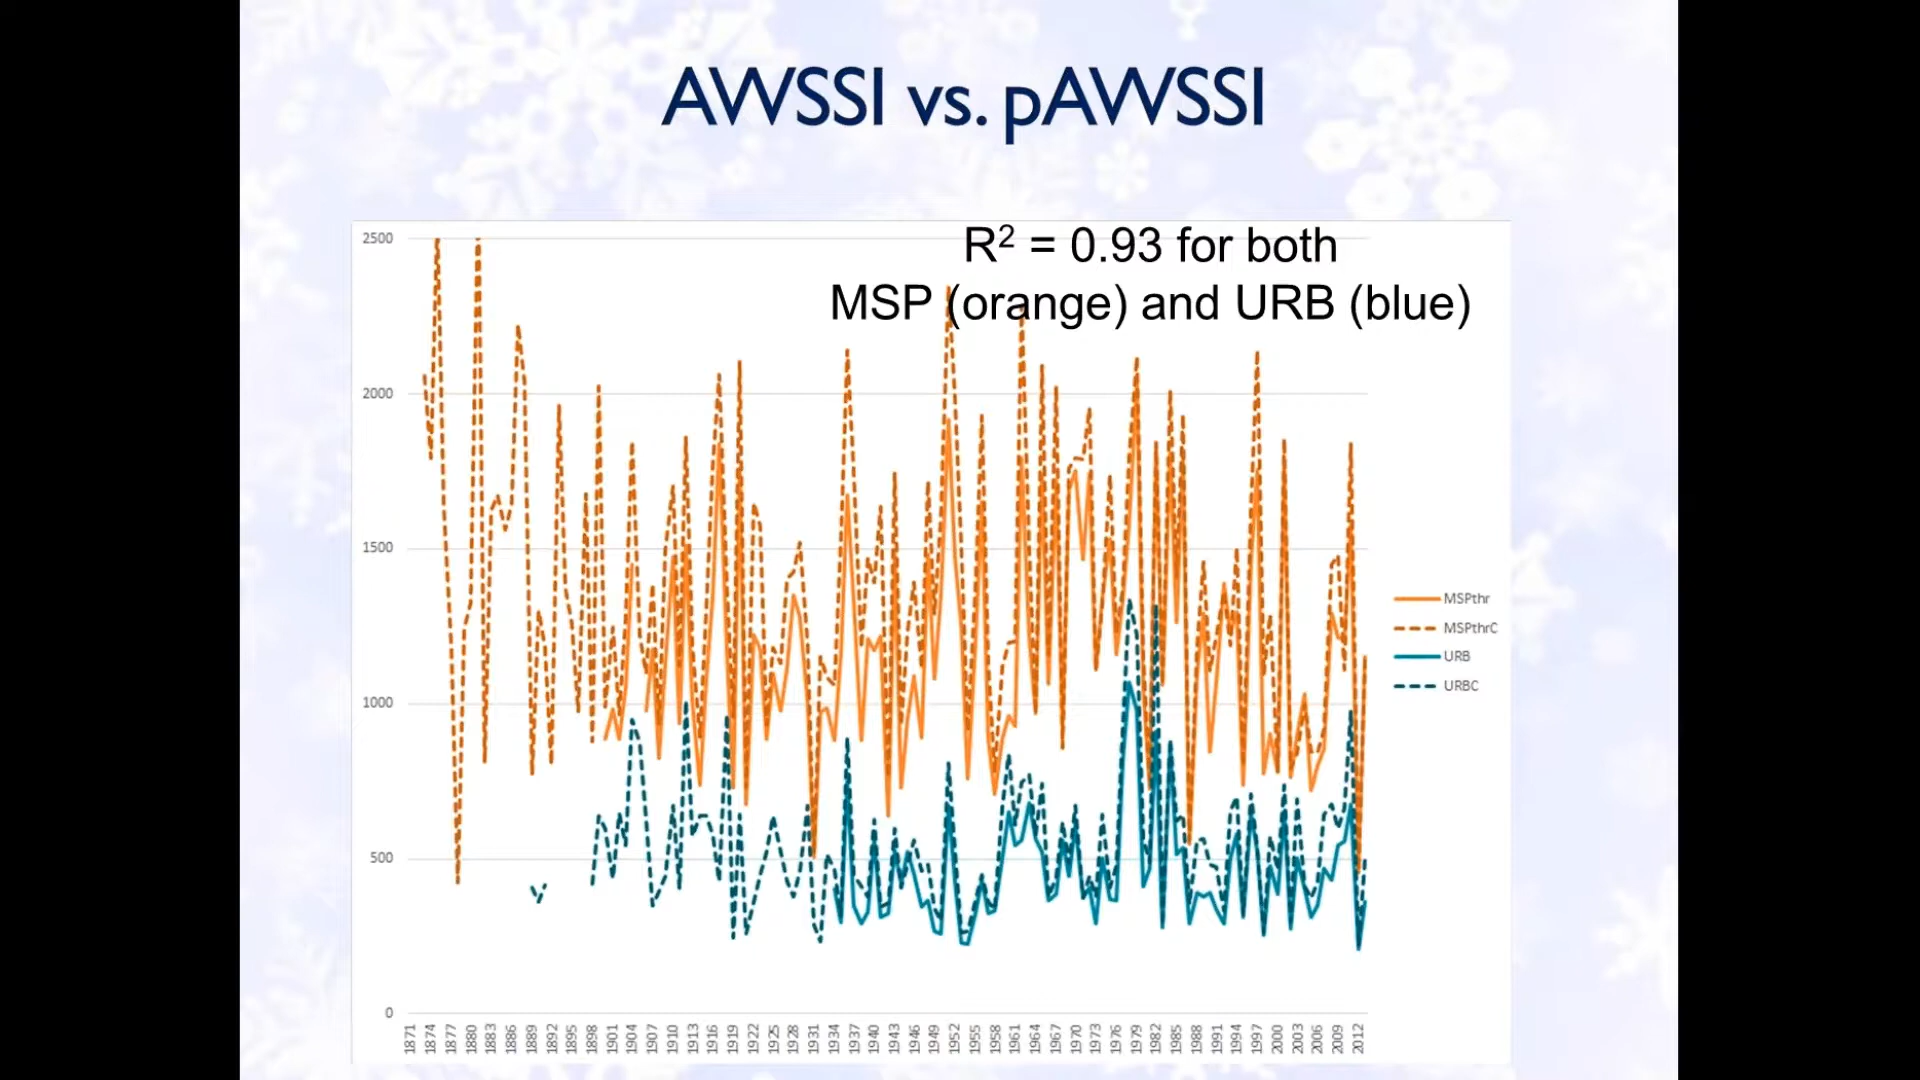 AWSSI vs. pAWSSI
R² = 0.93 for both
MSP (orange) and URB (blue)
2500
2000
1500
1000
500
0
MSPthr
MSPthrC
URB
URBC
1871 1874 1877 1880 1883 1886 1889 1892 1895 1898 1901 1904 1907 1910 1913 1916 1919 1922 1925 1928 1931 1934 1937 1940 1943 1946 1949 1952 1955 1958 1961 1964 1967 1970 1973 1976 1979 1982 1985 1988 1991 1994 1997 2000 2003 2006 2009 2012